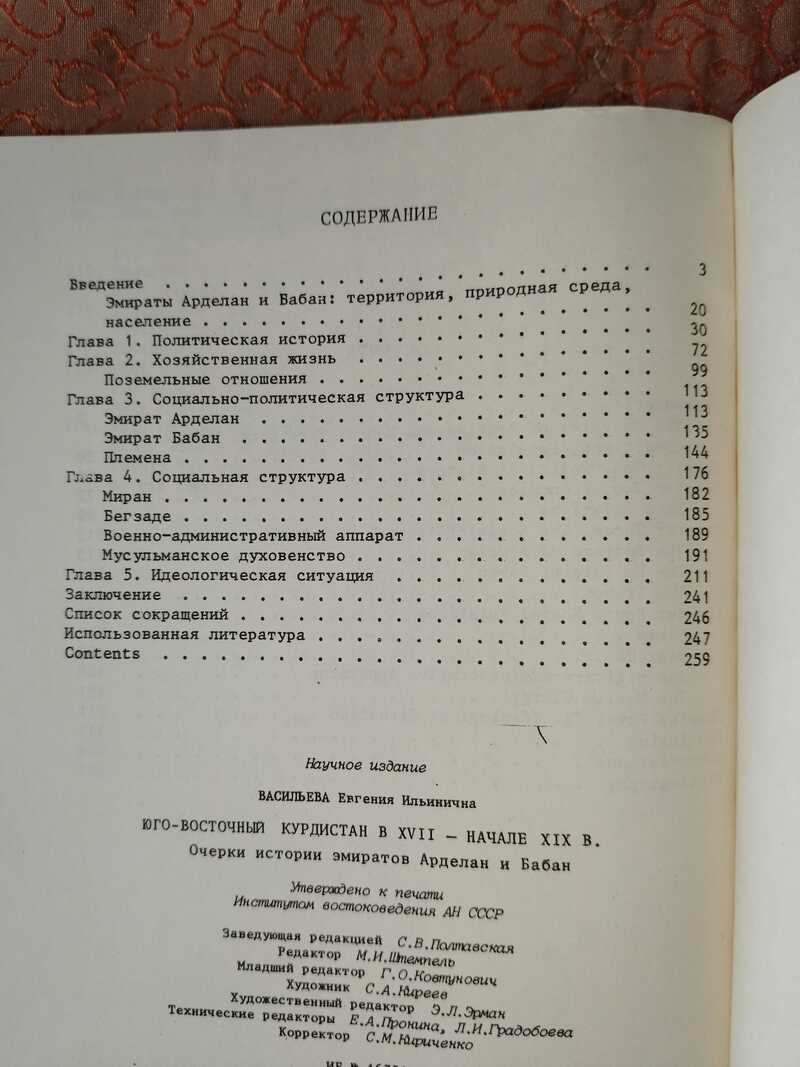 СОДЕРЖАНИЕ
Введение . . . . . . . . . . . . . . . . . . . . . 3
Эмираты Арделан и Бабан: территория, природная среда,
население . . . . . . . . . . . . . . . . . . . . 20
Глава 1. Политическая история . . . . . . . . . . . . . 30
Глава 2. Хозяйственная жизнь . . . . . . . . . . . . . 72
Поземельные отношения . . . . . . . . . . . . . . 99
Глава 3. Социально-политическая структура . . . . . . . . 113
Эмират Арделан . . . . . . . . . . . . . . . . . 113
Эмират Бабан . . . . . . . . . . . . . . . . . . 135
Племена . . . . . . . . . . . . . . . . . . . . 144
Глава 4. Социальная структура . . . . . . . . . . . . . 176
Миран . . . . . . . . . . . . . . . . . . . . . 182
Бегзаде . . . . . . . . . . . . . . . . . . . . 185
Военно-административный аппарат . . . . . . . . . . 189
Мусульманское духовенство . . . . . . . . . . . . . 191
Глава 5. Идеологическая ситуация . . . . . . . . . . . 211
Заключение . . . . . . . . . . . . . . . . . . . . 241
Список сокращений . . . . . . . . . . . . . . . . . . 246
Использованная литература . . . . . . . . . . . . . . 247
Contents . . . . . . . . . . . . . . . . . . . . . 259
Научное издание
ВАСИЛЬЕВА Евгения Ильинична
ЮГО-ВОСТОЧНЫЙ КУРДИСТАН В XVII – НАЧАЛЕ XIX В.
Очерки истории эмиратов Арделан и Бабан
Утверждено к печати
Институтом востоковедения АН СССР
Заведующая редакцией С.В.Полтавская
Редактор М.И.Штемпель
Младший редактор Г.О.Ковтунович
Художник С.А.Киреев
Художественный редактор Э.Л.Эрман
Технические редакторы Е.А.Пронина, Л.И.Градобоева
Корректор С.М.Кириченко